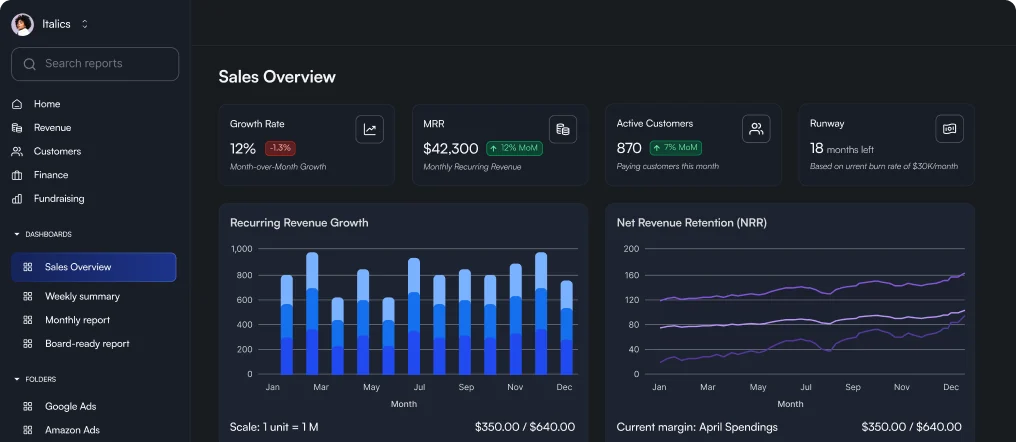 Italics
Search reports
Home
Revenue
Customers
Finance
Fundraising
DASHBOARDS
Sales Overview
Weekly summary
Monthly report
Board-ready report
FOLDERS
Google Ads
Amazon Ads
Sales Overview
Growth Rate
12% -1.3%
Month-over-Month Growth
MRR
$42,300 12% MoM
Monthly Recurring Revenue
Active Customers
870 7% MoM
Paying customers this month
Runway
18 months left
Based on urrent burn rate of $30K/month
Recurring Revenue Growth
1,000
800
600
400
200
0
Jan Mar May Jul Sep Nov Dec
Month
Scale: 1 unit = 1 M $350.00 / $640.00
Net Revenue Retention (NRR)
200
160
120
80
40
0
Jan Mar May Jul Sep Nov Dec
Month
Current margin: April Spendings $350.00 / $640.00